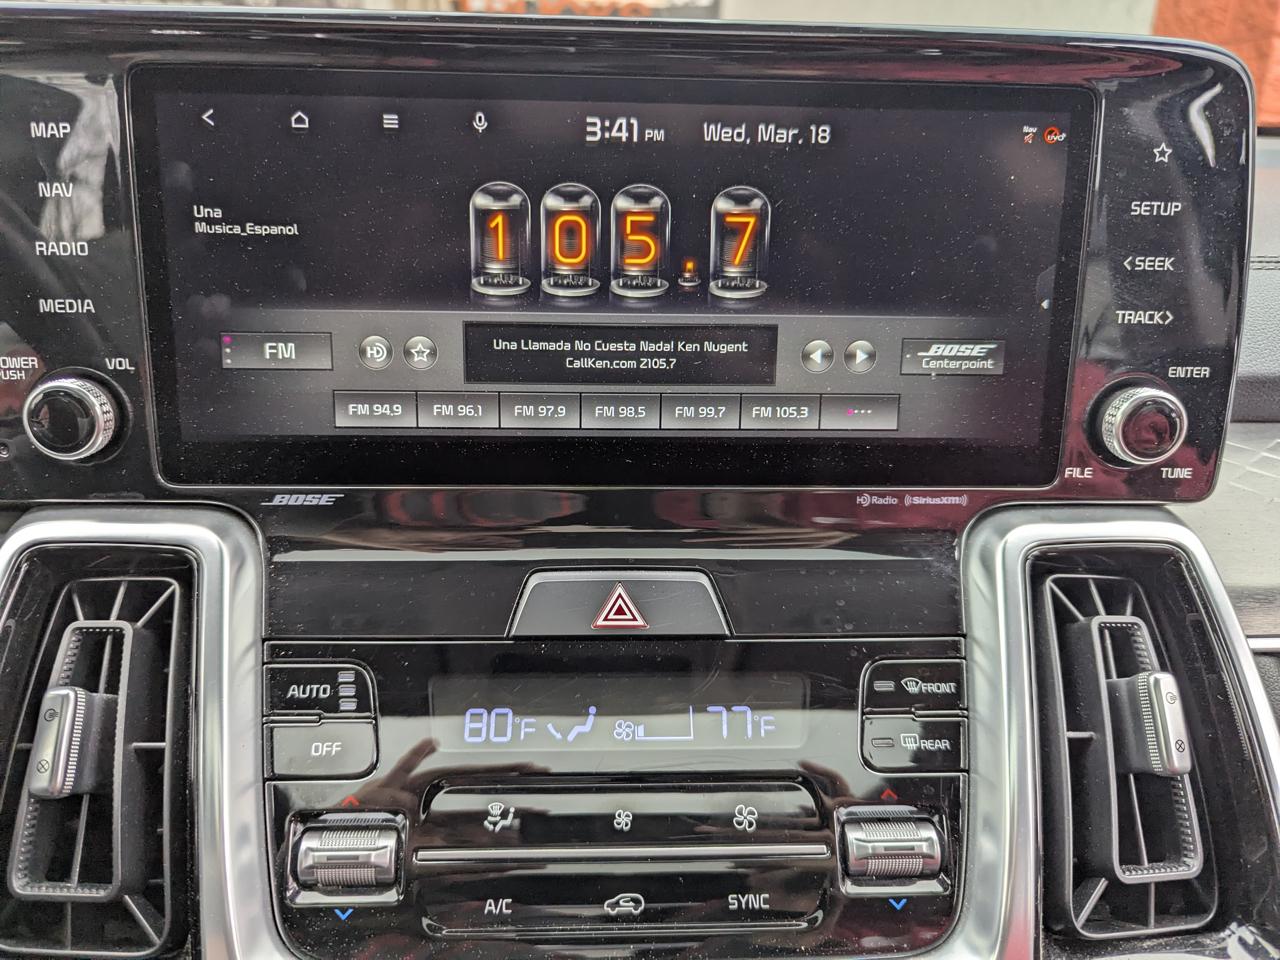 MAP
NAV
RADIO
MEDIA
POWER
PUSH
VOL
3:41 PM
Wed, Mar. 18
Nav
Una
Musica_Espanol
105.7
FM
HD
Una Llamada No Cuesta Nada! Ken Nugent
CallKen.com Z105.7
BOSE
Centerpoint
FM 94.9
FM 96.1
FM 97.9
FM 98.5
FM 99.7
FM 105.3
SETUP
<SEEK
TRACK>
ENTER
FILE
TUNE
BOSE
HD Radio
((SiriusXM))
AUTO
OFF
80°F
77°F
FRONT
REAR
A/C
SYNC